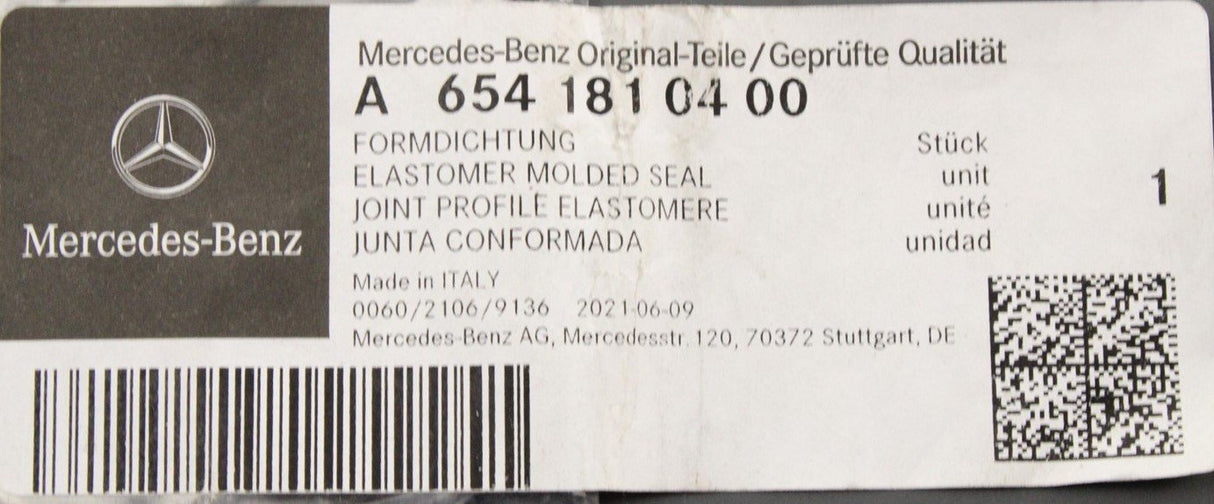 Mercedes-Benz
Mercedes-Benz Original-Teile/Geprüfte Qualität
A 654 181 04 00
FORMDICHTUNG Stück
ELASTOMER MOLDED SEAL unit
JOINT PROFILE ELASTOMERE unité
JUNTA CONFORMADA unidad
1
Made in ITALY
0060/2106/9136 2021-06-09
Mercedes-Benz AG, Mercedesstr. 120, 70372 Stuttgart, DE